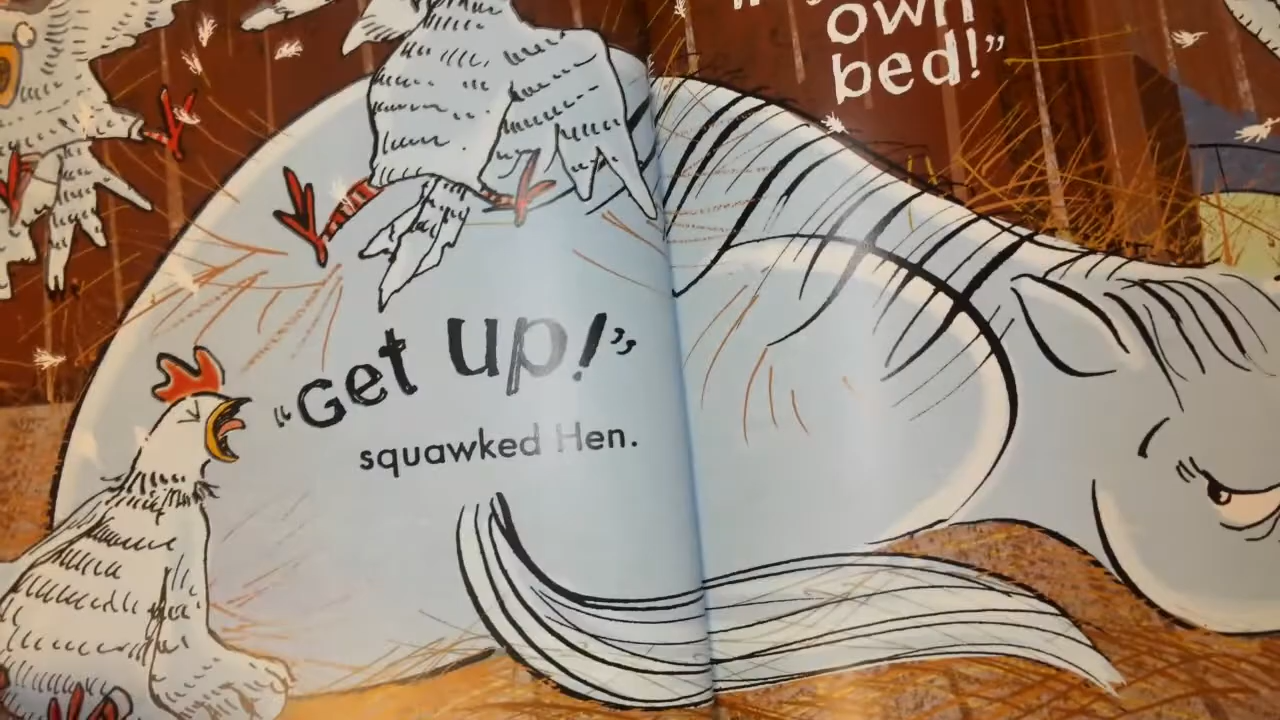 "Get up!"
squawked Hen.
own
bed!"